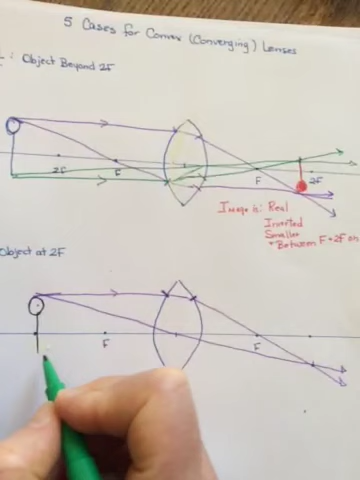 5 Cases for Convex (Converging) Lenses
: Object Beyond 2F
2F
F
F
2F
Image is: Real
Inverted
Smaller
Between F + 2F on
Object at 2F
F
F